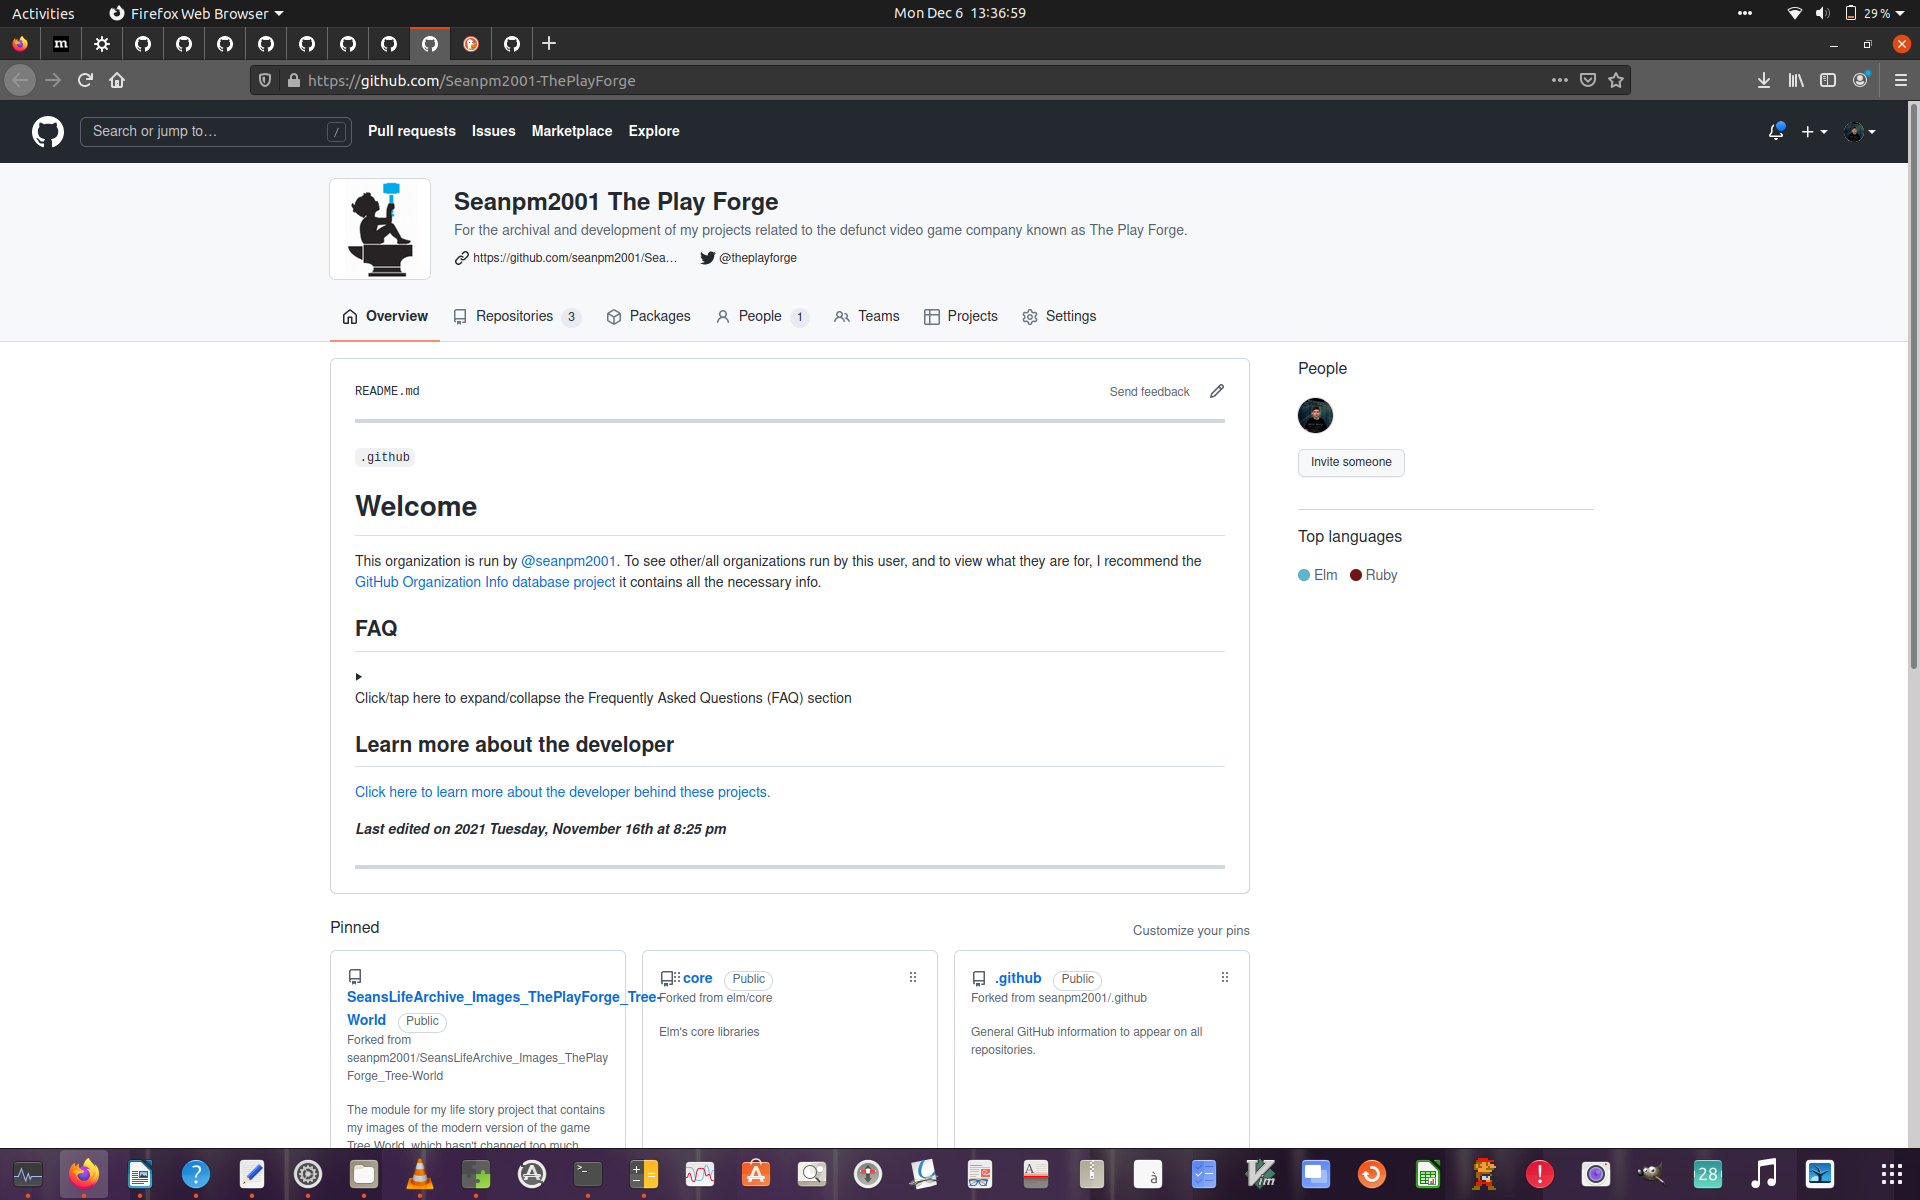 Activities
Firefox Web Browser
Mon Dec 6 13:36:59
29 %
m
https://github.com/Seanpm2001-ThePlayForge
Search or jump to…
/
Pull requests
Issues
Marketplace
Explore
Seanpm2001 The Play Forge
For the archival and development of my projects related to the defunct video game company known as The Play Forge.
https://github.com/seanpm2001/Sea…
@theplayforge
Overview
Repositories 3
Packages
People 1
Teams
Projects
Settings
README.md
Send feedback
.github
Welcome
This organization is run by @seanpm2001. To see other/all organizations run by this user, and to view what they are for, I recommend the
GitHub Organization Info database project it contains all the necessary info.
FAQ
Click/tap here to expand/collapse the Frequently Asked Questions (FAQ) section
Learn more about the developer
Click here to learn more about the developer behind these projects.
Last edited on 2021 Tuesday, November 16th at 8:25 pm
People
Invite someone
Top languages
Elm
Ruby
Pinned
Customize your pins
SeansLifeArchive_Images_ThePlayForge_Tree-
World Public
Forked from
seanpm2001/SeansLifeArchive_Images_ThePlay
Forge_Tree-World
The module for my life story project that contains
my images of the modern version of the game
Tree World, which hasn't changed too much
core Public
Forked from elm/core
Elm's core libraries
.github Public
Forked from seanpm2001/.github
General GitHub information to appear on all
repositories.
28